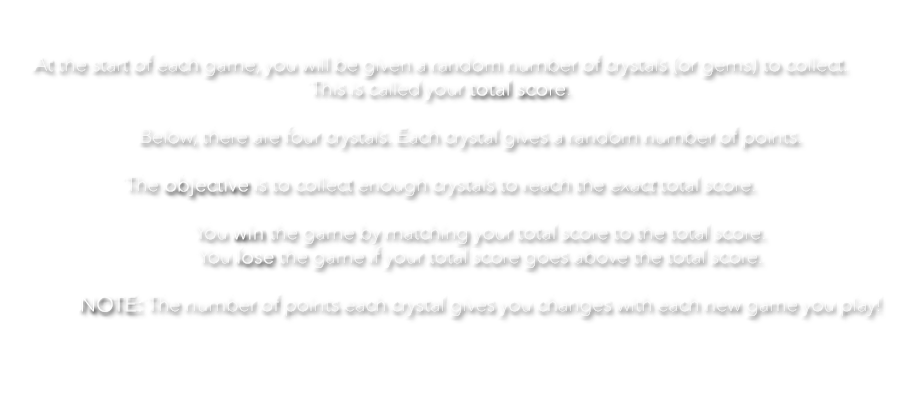 At the start of each game, you will be given a random number of crystals (or gems) to collect.
This is called your total score.
Below, there are four crystals. Each crystal gives a random number of points.
The objective is to collect enough crystals to reach the exact total score.
You win the game by matching your total score to the total score.
You lose the game if your total score goes above the total score.
NOTE: The number of points each crystal gives you changes with each new game you play!